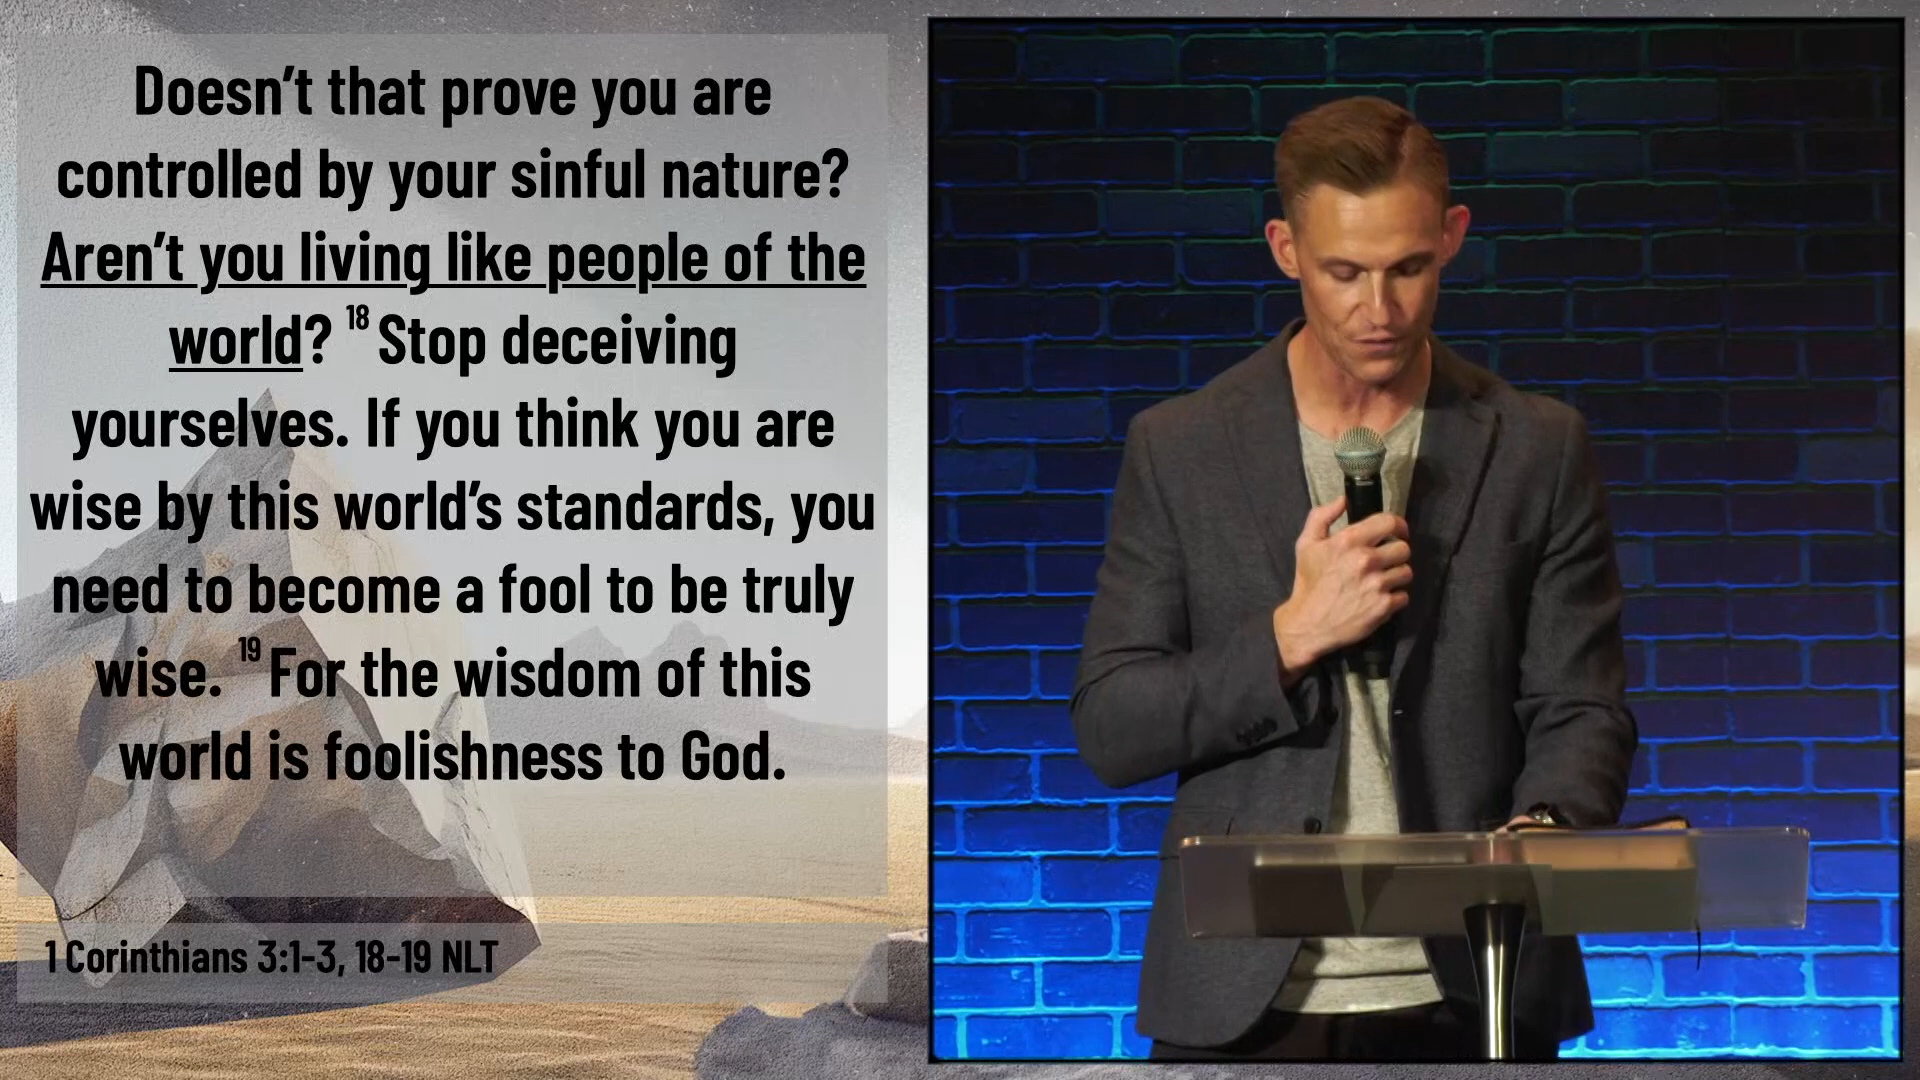 Doesn’t that prove you are
controlled by your sinful nature?
Aren’t you living like people of the
world? 18 Stop deceiving
yourselves. If you think you are
wise by this world’s standards, you
need to become a fool to be truly
wise. 19 For the wisdom of this
world is foolishness to God.
1 Corinthians 3:1-3, 18-19 NLT